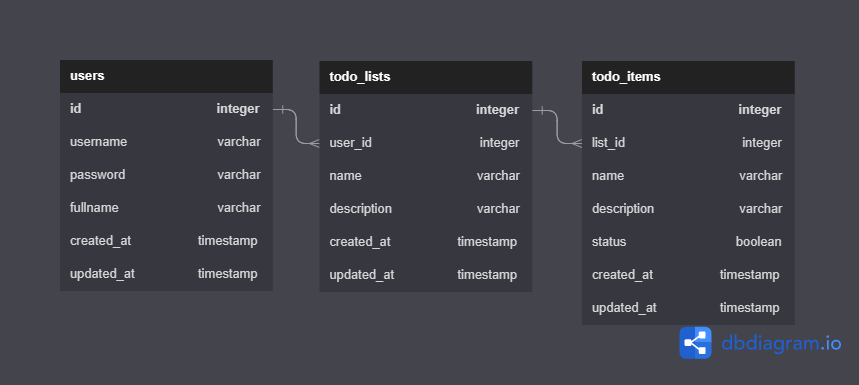 users
id integer
username varchar
password varchar
fullname varchar
created_at timestamp
updated_at timestamp
todo_lists
id integer
user_id integer
name varchar
description varchar
created_at timestamp
updated_at timestamp
todo_items
id integer
list_id integer
name varchar
description varchar
status boolean
created_at timestamp
updated_at timestamp
dbdiagram.io